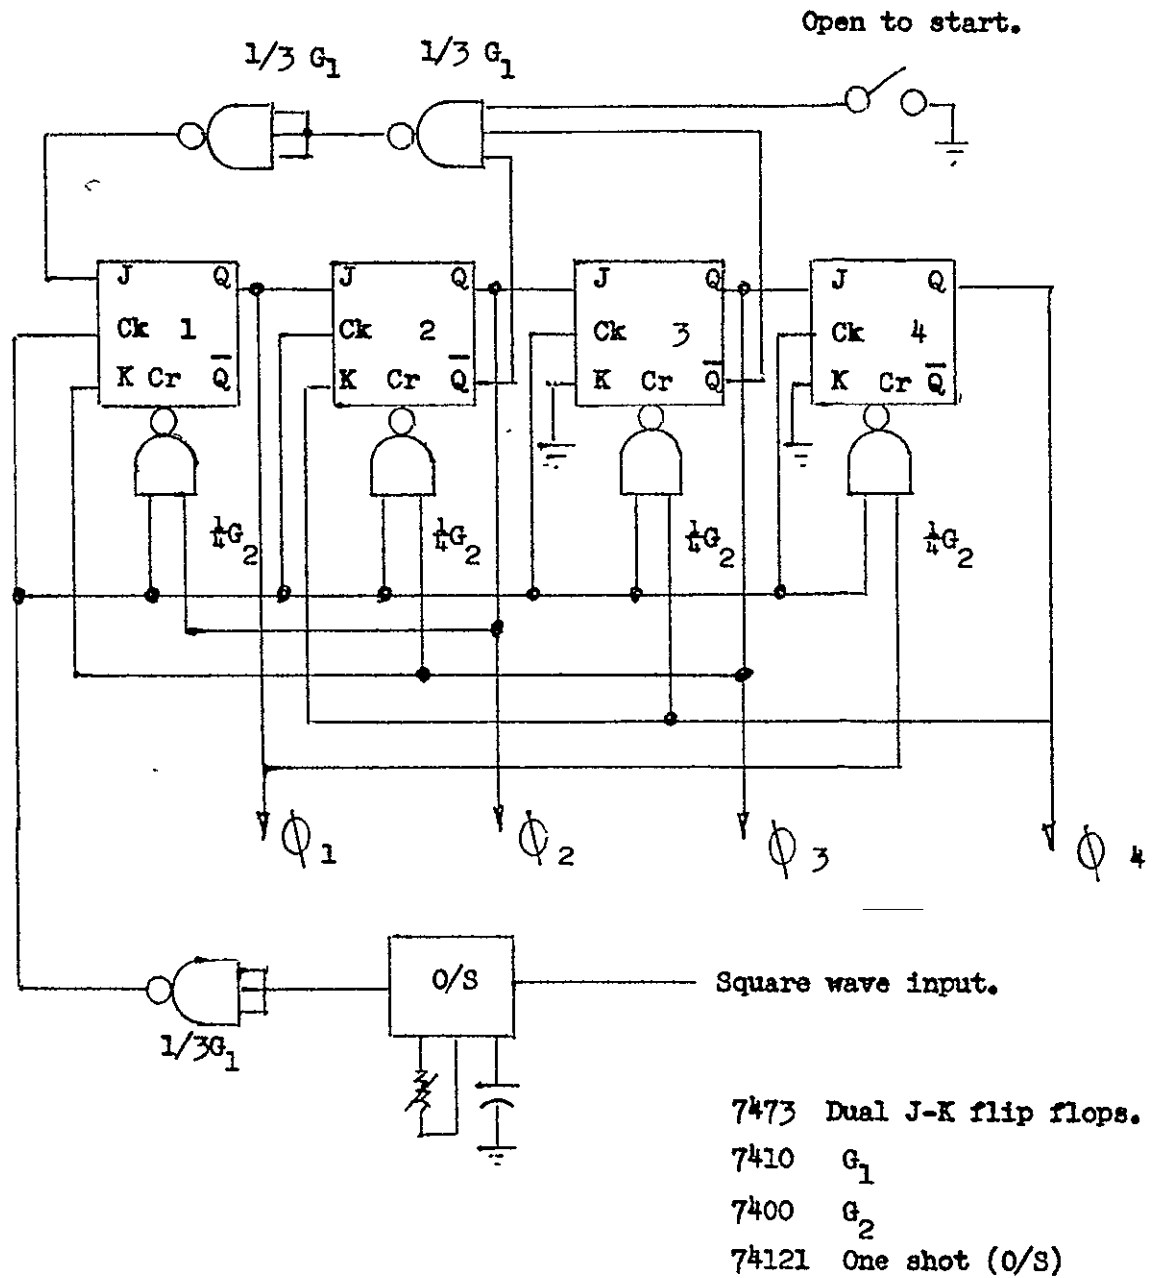 Open to start.
1/3 G1 1/3 G1
J Q J Q J Q J Q
Ck 1 Ck 2 Ck 3 Ck 4
K Cr Q̅ K Cr Q̅ K Cr Q̅ K Cr Q̅
¼G2 ¼G2 ¼G2 ¼G2
ϕ1 ϕ2 ϕ3 ϕ4
O/S Square wave input.
1/3G1
7473 Dual J-K flip flops.
7410 G1
7400 G2
74121 One shot (O/S)